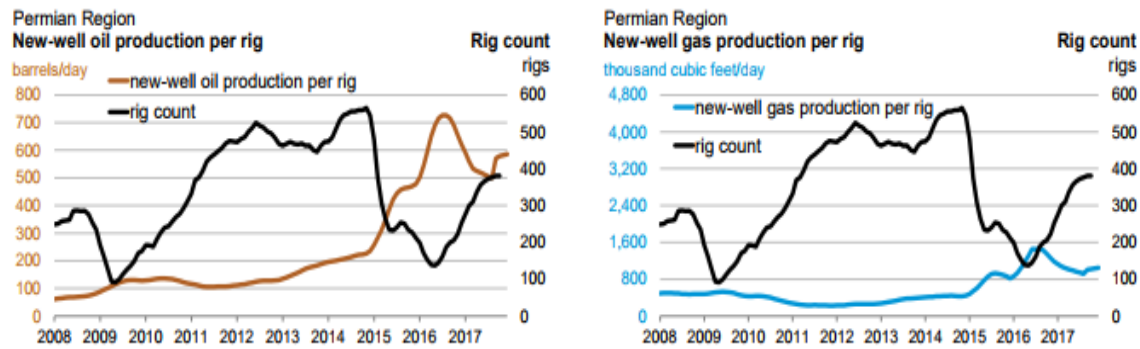 Permian Region
New-well oil production per rig Rig count
barrels/day rigs
new-well oil production per rig
rig count
800 600
700 500
600 400
500 300
400 200
300 100
200 0
100
0
2008 2009 2010 2011 2012 2013 2014 2015 2016 2017
Permian Region
New-well gas production per rig Rig count
thousand cubic feet/day rigs
new-well gas production per rig
rig count
4,800 600
4,000 500
3,200 400
2,400 300
1,600 200
800 100
0 0
2008 2009 2010 2011 2012 2013 2014 2015 2016 2017